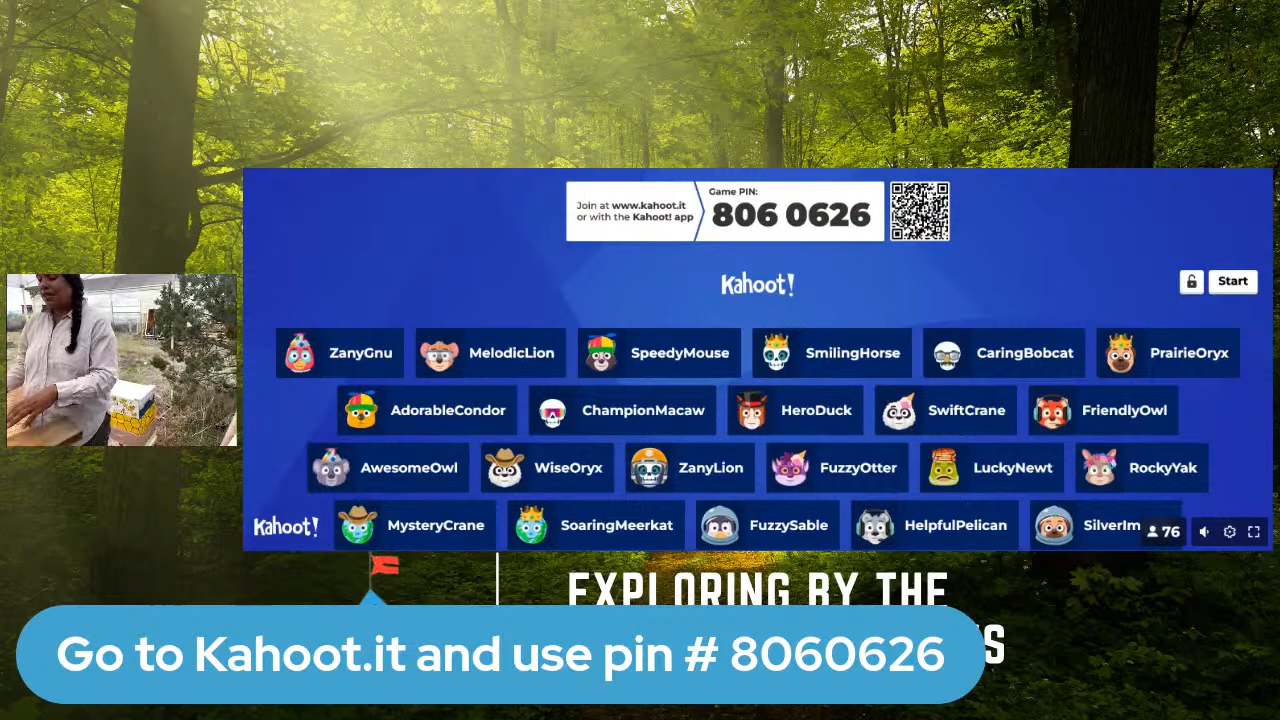 Join at www.kahoot.it
or with the Kahoot! app
Game PIN:
806 0626
Kahoot!
Start
ZanyGnu
MelodicLion
SpeedyMouse
SmilingHorse
CaringBobcat
PrairieOryx
AdorableCondor
ChampionMacaw
HeroDuck
SwiftCrane
FriendlyOwl
AwesomeOwl
WiseOryx
ZanyLion
FuzzyOtter
LuckyNewt
RockyYak
Kahoot!
MysteryCrane
SoaringMeerkat
FuzzySable
HelpfulPelican
SilverIm
76
EXPLORING BY THE
S
Go to Kahoot.it and use pin # 8060626